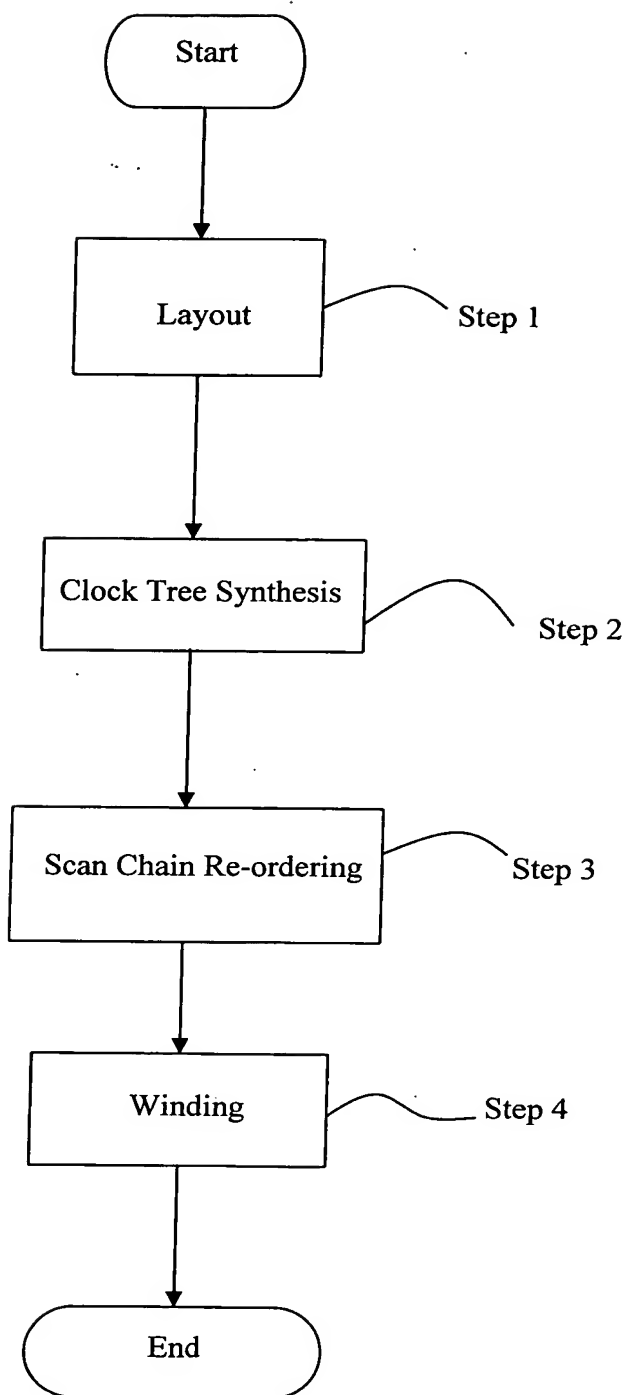 Start
Layout
Step 1
Clock Tree Synthesis
Step 2
Scan Chain Re-ordering
Step 3
Winding
Step 4
End